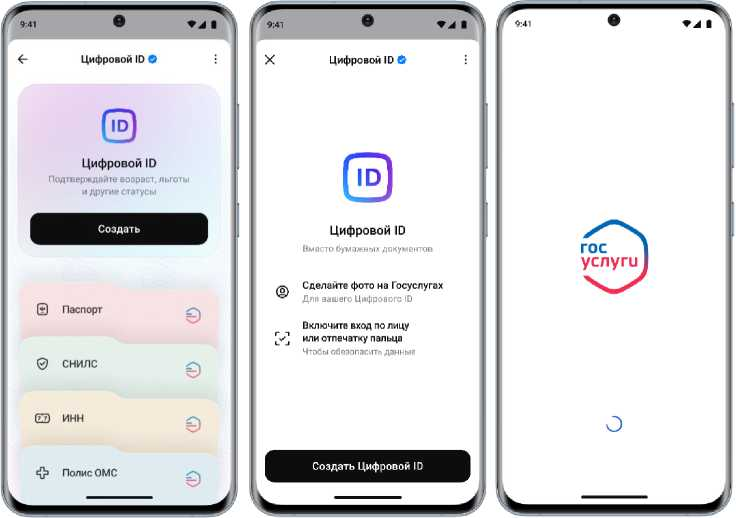 9:41
Цифровой ID
ID
Цифровой ID
Подтверждайте возраст, льготы
и другие статусы
Создать
Паспорт
СНИЛС
ИНН
Полис ОМС
9:41
Цифровой ID
ID
Цифровой ID
Вместо бумажных документов
Сделайте фото на Госуслугах
Для вашего Цифрового ID
Включите вход по лицу
или отпечатку пальца
Чтобы обезопасить данные
Создать Цифровой ID
9:41
гос
услуги